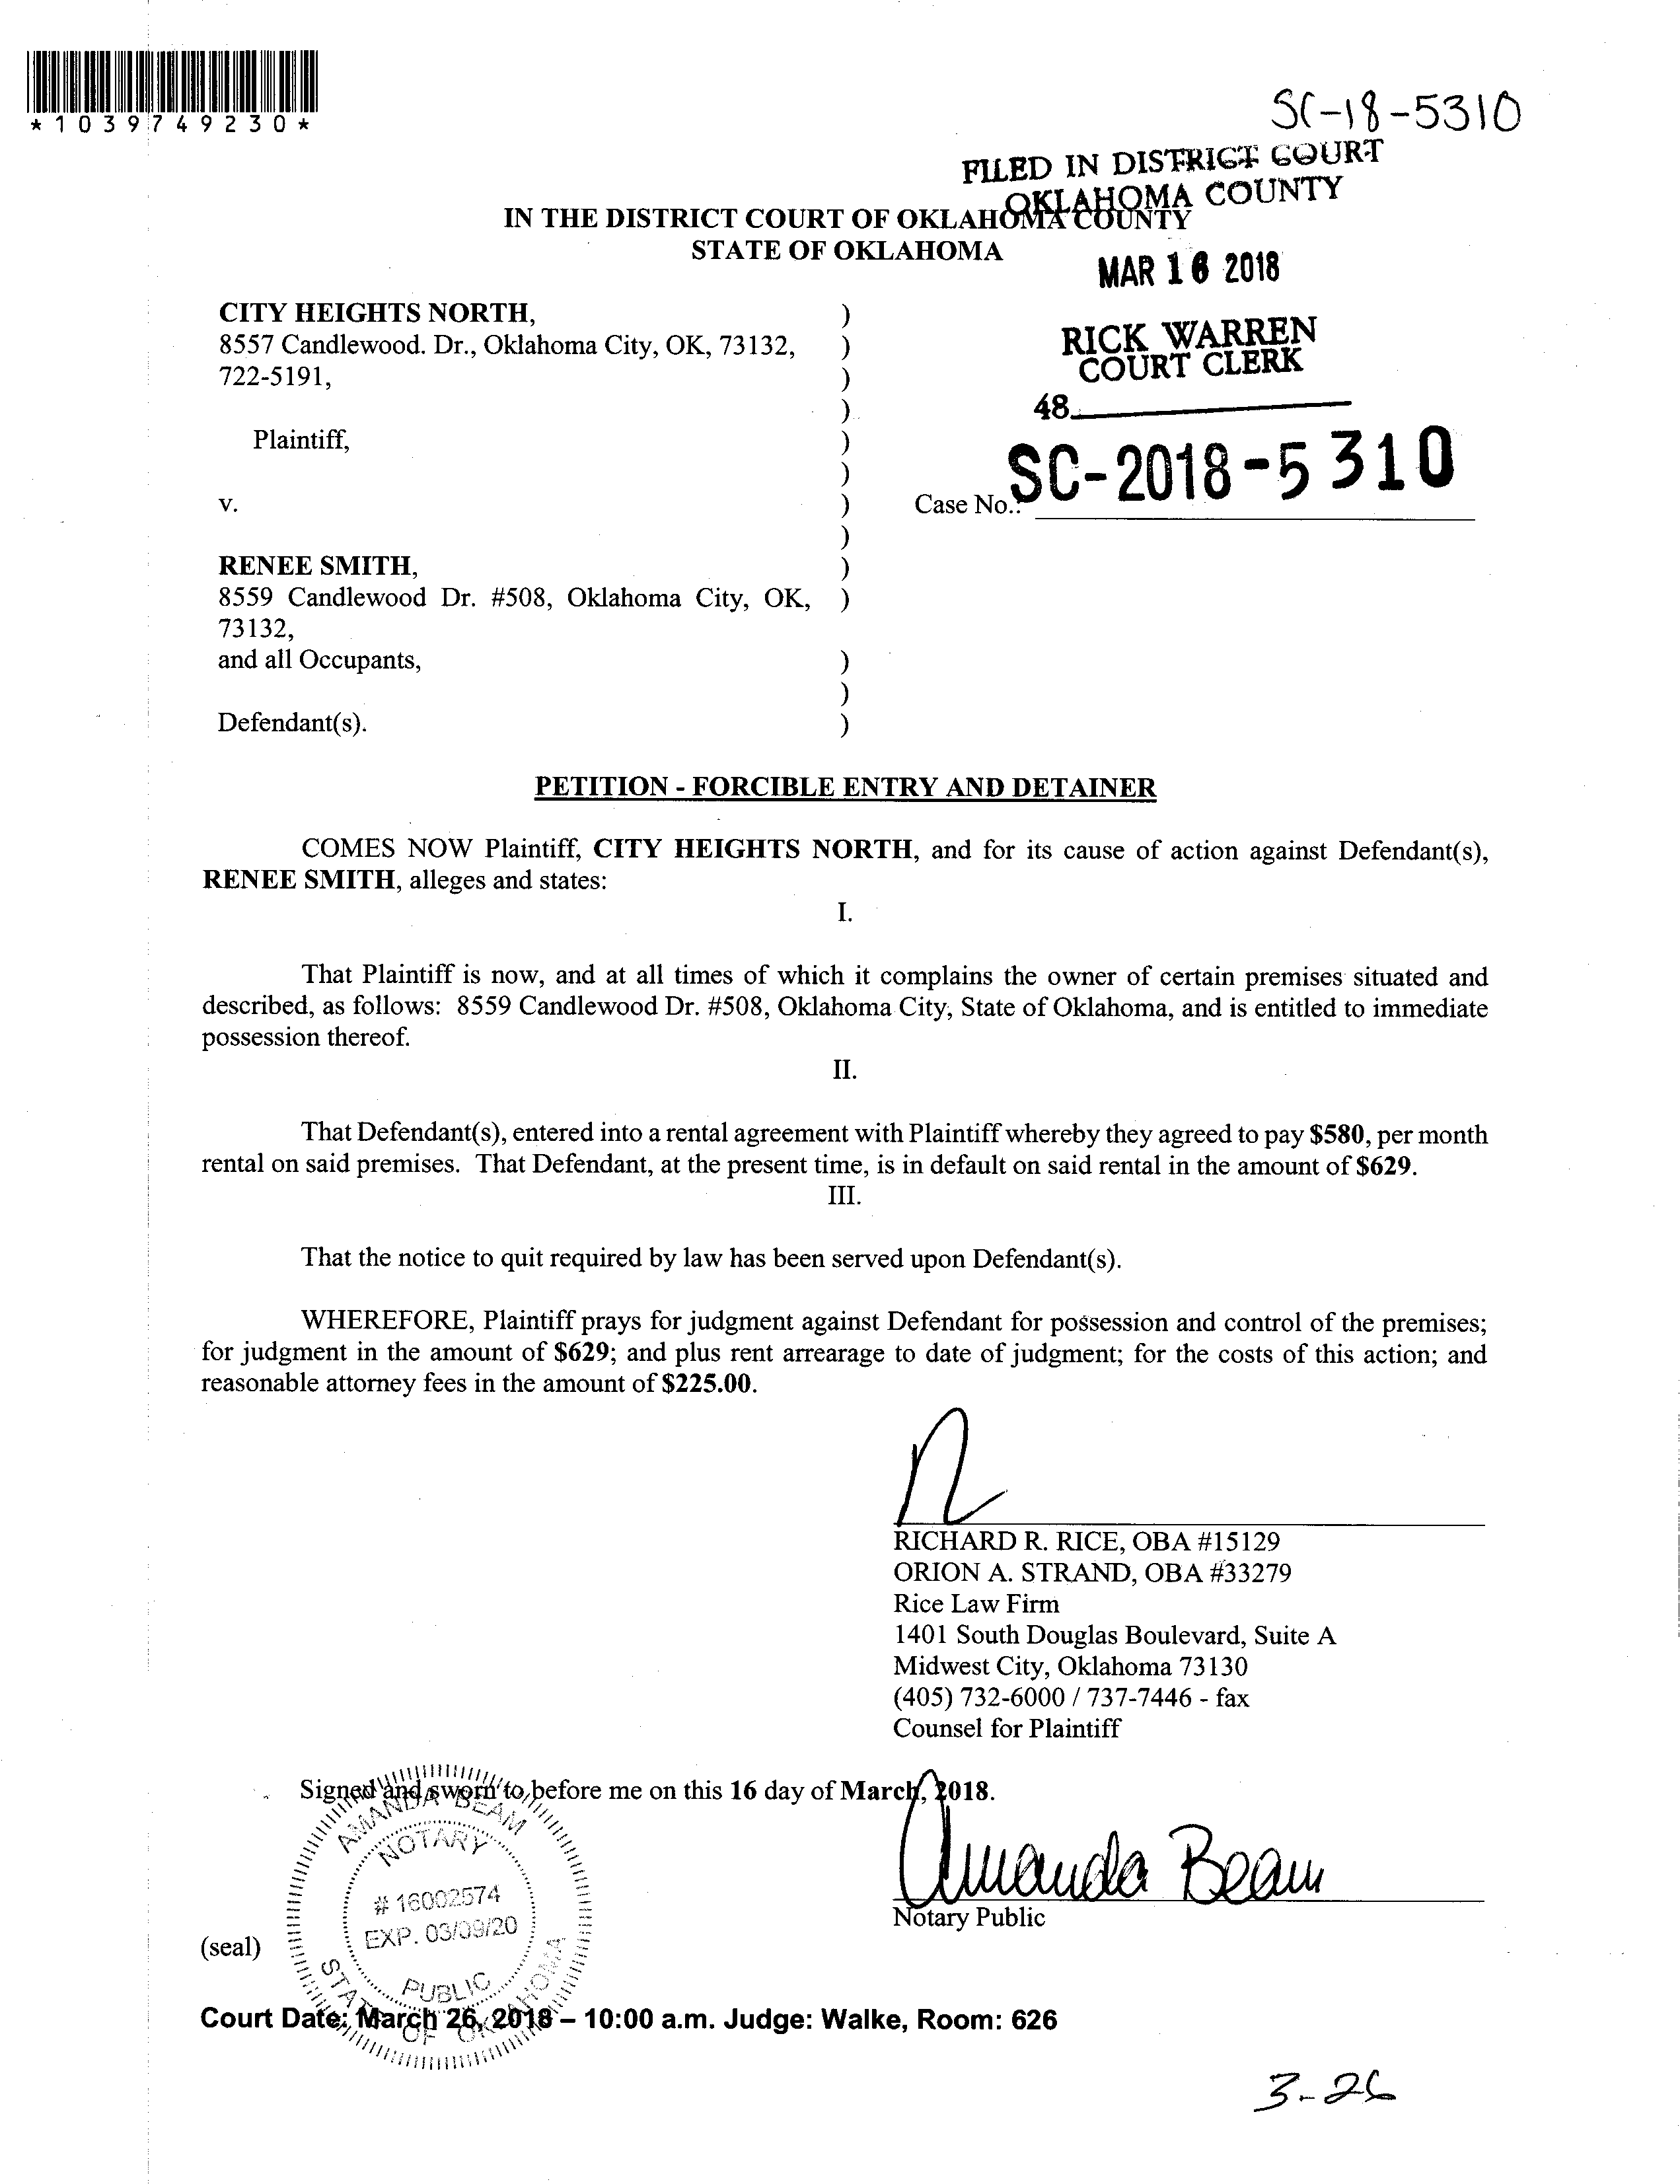 *1039749230*
SC-18-5310
FILED IN DISTRICT COURT
OKLAHOMA COUNTY
IN THE DISTRICT COURT OF OKLAHOMA COUNTY
STATE OF OKLAHOMA
MAR 16 2018
RICK WARREN
COURT CLERK
48
CITY HEIGHTS NORTH, )
8557 Candlewood. Dr., Oklahoma City, OK, 73132, )
722-5191, )
)
Plaintiff, )
)
v. ) Case No.: SC-2018-5310
)
RENEE SMITH, )
8559 Candlewood Dr. #508, Oklahoma City, OK, )
73132,
and all Occupants, )
)
Defendant(s). )
PETITION - FORCIBLE ENTRY AND DETAINER
COMES NOW Plaintiff, CITY HEIGHTS NORTH, and for its cause of action against Defendant(s),
RENEE SMITH, alleges and states:
I.
That Plaintiff is now, and at all times of which it complains the owner of certain premises situated and
described, as follows: 8559 Candlewood Dr. #508, Oklahoma City, State of Oklahoma, and is entitled to immediate
possession thereof.
II.
That Defendant(s), entered into a rental agreement with Plaintiff whereby they agreed to pay $580, per month
rental on said premises. That Defendant, at the present time, is in default on said rental in the amount of $629.
III.
That the notice to quit required by law has been served upon Defendant(s).
WHEREFORE, Plaintiff prays for judgment against Defendant for possession and control of the premises;
for judgment in the amount of $629; and plus rent arrearage to date of judgment; for the costs of this action; and
reasonable attorney fees in the amount of $225.00.
RICHARD R. RICE, OBA #15129
ORION A. STRAND, OBA #33279
Rice Law Firm
1401 South Douglas Boulevard, Suite A
Midwest City, Oklahoma 73130
(405) 732-6000 / 737-7446 - fax
Counsel for Plaintiff
Signed and sworn to before me on this 16 day of March, 2018.
Amanda Beam
Notary Public
AMANDA BEAM
NOTARY
# 16002574
EXP. 03/09/20
PUBLIC
STATE OF OKLAHOMA
(seal)
Court Date: March 26, 2018 – 10:00 a.m. Judge: Walke, Room: 626
3-26